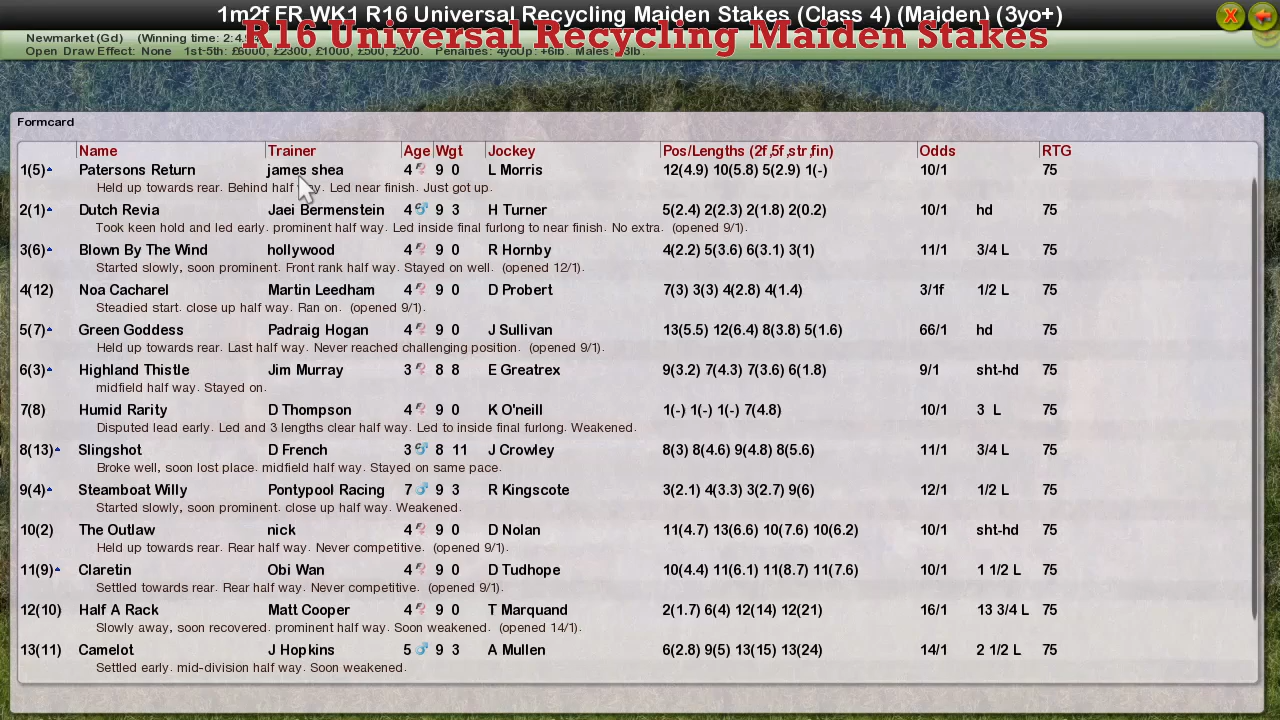 1m2f ER WK1 R16 Universal Recycling Maiden Stakes (Class 4) (Maiden) (3yo+)
R16 Universal Recycling Maiden Stakes
Newmarket (Gd) (Winning time: 2:4.
Open Draw Effect: None 1st-5th: £6000, £2300, £1000, £500, £200. Penalties: 4yoUp: +6lb. Males: 3lb.
Formcard
Name Trainer Age Wgt Jockey Pos/Lengths (2f,5f,str,fin) Odds RTG
1(5) Patersons Return james shea 4 9 0 L Morris 12(4.9) 10(5.8) 5(2.9) 1(-) 10/1 75
Held up towards rear. Behind half Led near finish. Just got up.
2(1) Dutch Revia Jaei Bermenstein 4 9 3 H Turner 5(2.4) 2(2.3) 2(1.8) 2(0.2) 10/1 hd 75
Took keen hold and led early. prominent half way. Led inside final furlong to near finish. No extra. (opened 9/1).
3(6) Blown By The Wind hollywood 4 9 0 R Hornby 4(2.2) 5(3.6) 6(3.1) 3(1) 11/1 3/4 L 75
Started slowly, soon prominent. Front rank half way. Stayed on well. (opened 12/1).
4(12) Noa Cacharel Martin Leedham 4 9 0 D Probert 7(3) 3(3) 4(2.8) 4(1.4) 3/1f 1/2 L 75
Steadied start. close up half way. Ran on. (opened 9/1).
5(7) Green Goddess Padraig Hogan 4 9 0 J Sullivan 13(5.5) 12(6.4) 8(3.8) 5(1.6) 66/1 hd 75
Held up towards rear. Last half way. Never reached challenging position. (opened 9/1).
6(3) Highland Thistle Jim Murray 3 8 8 E Greatrex 9(3.2) 7(4.3) 7(3.6) 6(1.8) 9/1 sht-hd 75
midfield half way. Stayed on.
7(8) Humid Rarity D Thompson 4 9 0 K O'neill 1(-) 1(-) 1(-) 7(4.8) 10/1 3 L 75
Disputed lead early. Led and 3 lengths clear half way. Led to inside final furlong. Weakened.
8(13) Slingshot D French 3 8 11 J Crowley 8(3) 8(4.6) 9(4.8) 8(5.6) 11/1 3/4 L 75
Broke well, soon lost place. midfield half way. Stayed on same pace.
9(4) Steamboat Willy Pontypool Racing 7 9 3 R Kingscote 3(2.1) 4(3.3) 3(2.7) 9(6) 12/1 1/2 L 75
Started slowly, soon prominent. close up half way. Weakened.
10(2) The Outlaw nick 4 9 0 D Nolan 11(4.7) 13(6.6) 10(7.6) 10(6.2) 10/1 sht-hd 75
Held up towards rear. Rear half way. Never competitive. (opened 9/1).
11(9) Claretin Obi Wan 4 9 0 D Tudhope 10(4.4) 11(6.1) 11(8.7) 11(7.6) 10/1 1 1/2 L 75
Settled towards rear. Rear half way. Never competitive. (opened 9/1).
12(10) Half A Rack Matt Cooper 4 9 0 T Marquand 2(1.7) 6(4) 12(14) 12(21) 16/1 13 3/4 L 75
Slowly away, soon recovered. prominent half way. Soon weakened. (opened 14/1).
13(11) Camelot J Hopkins 5 9 3 A Mullen 6(2.8) 9(5) 13(15) 13(24) 14/1 2 1/2 L 75
Settled early. mid-division half way. Soon weakened.